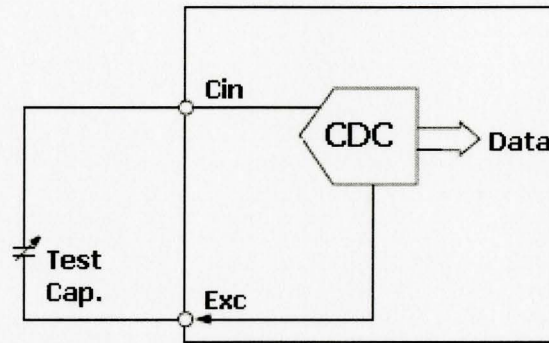 Cin
CDC
Data
Test
Cap.
Exc